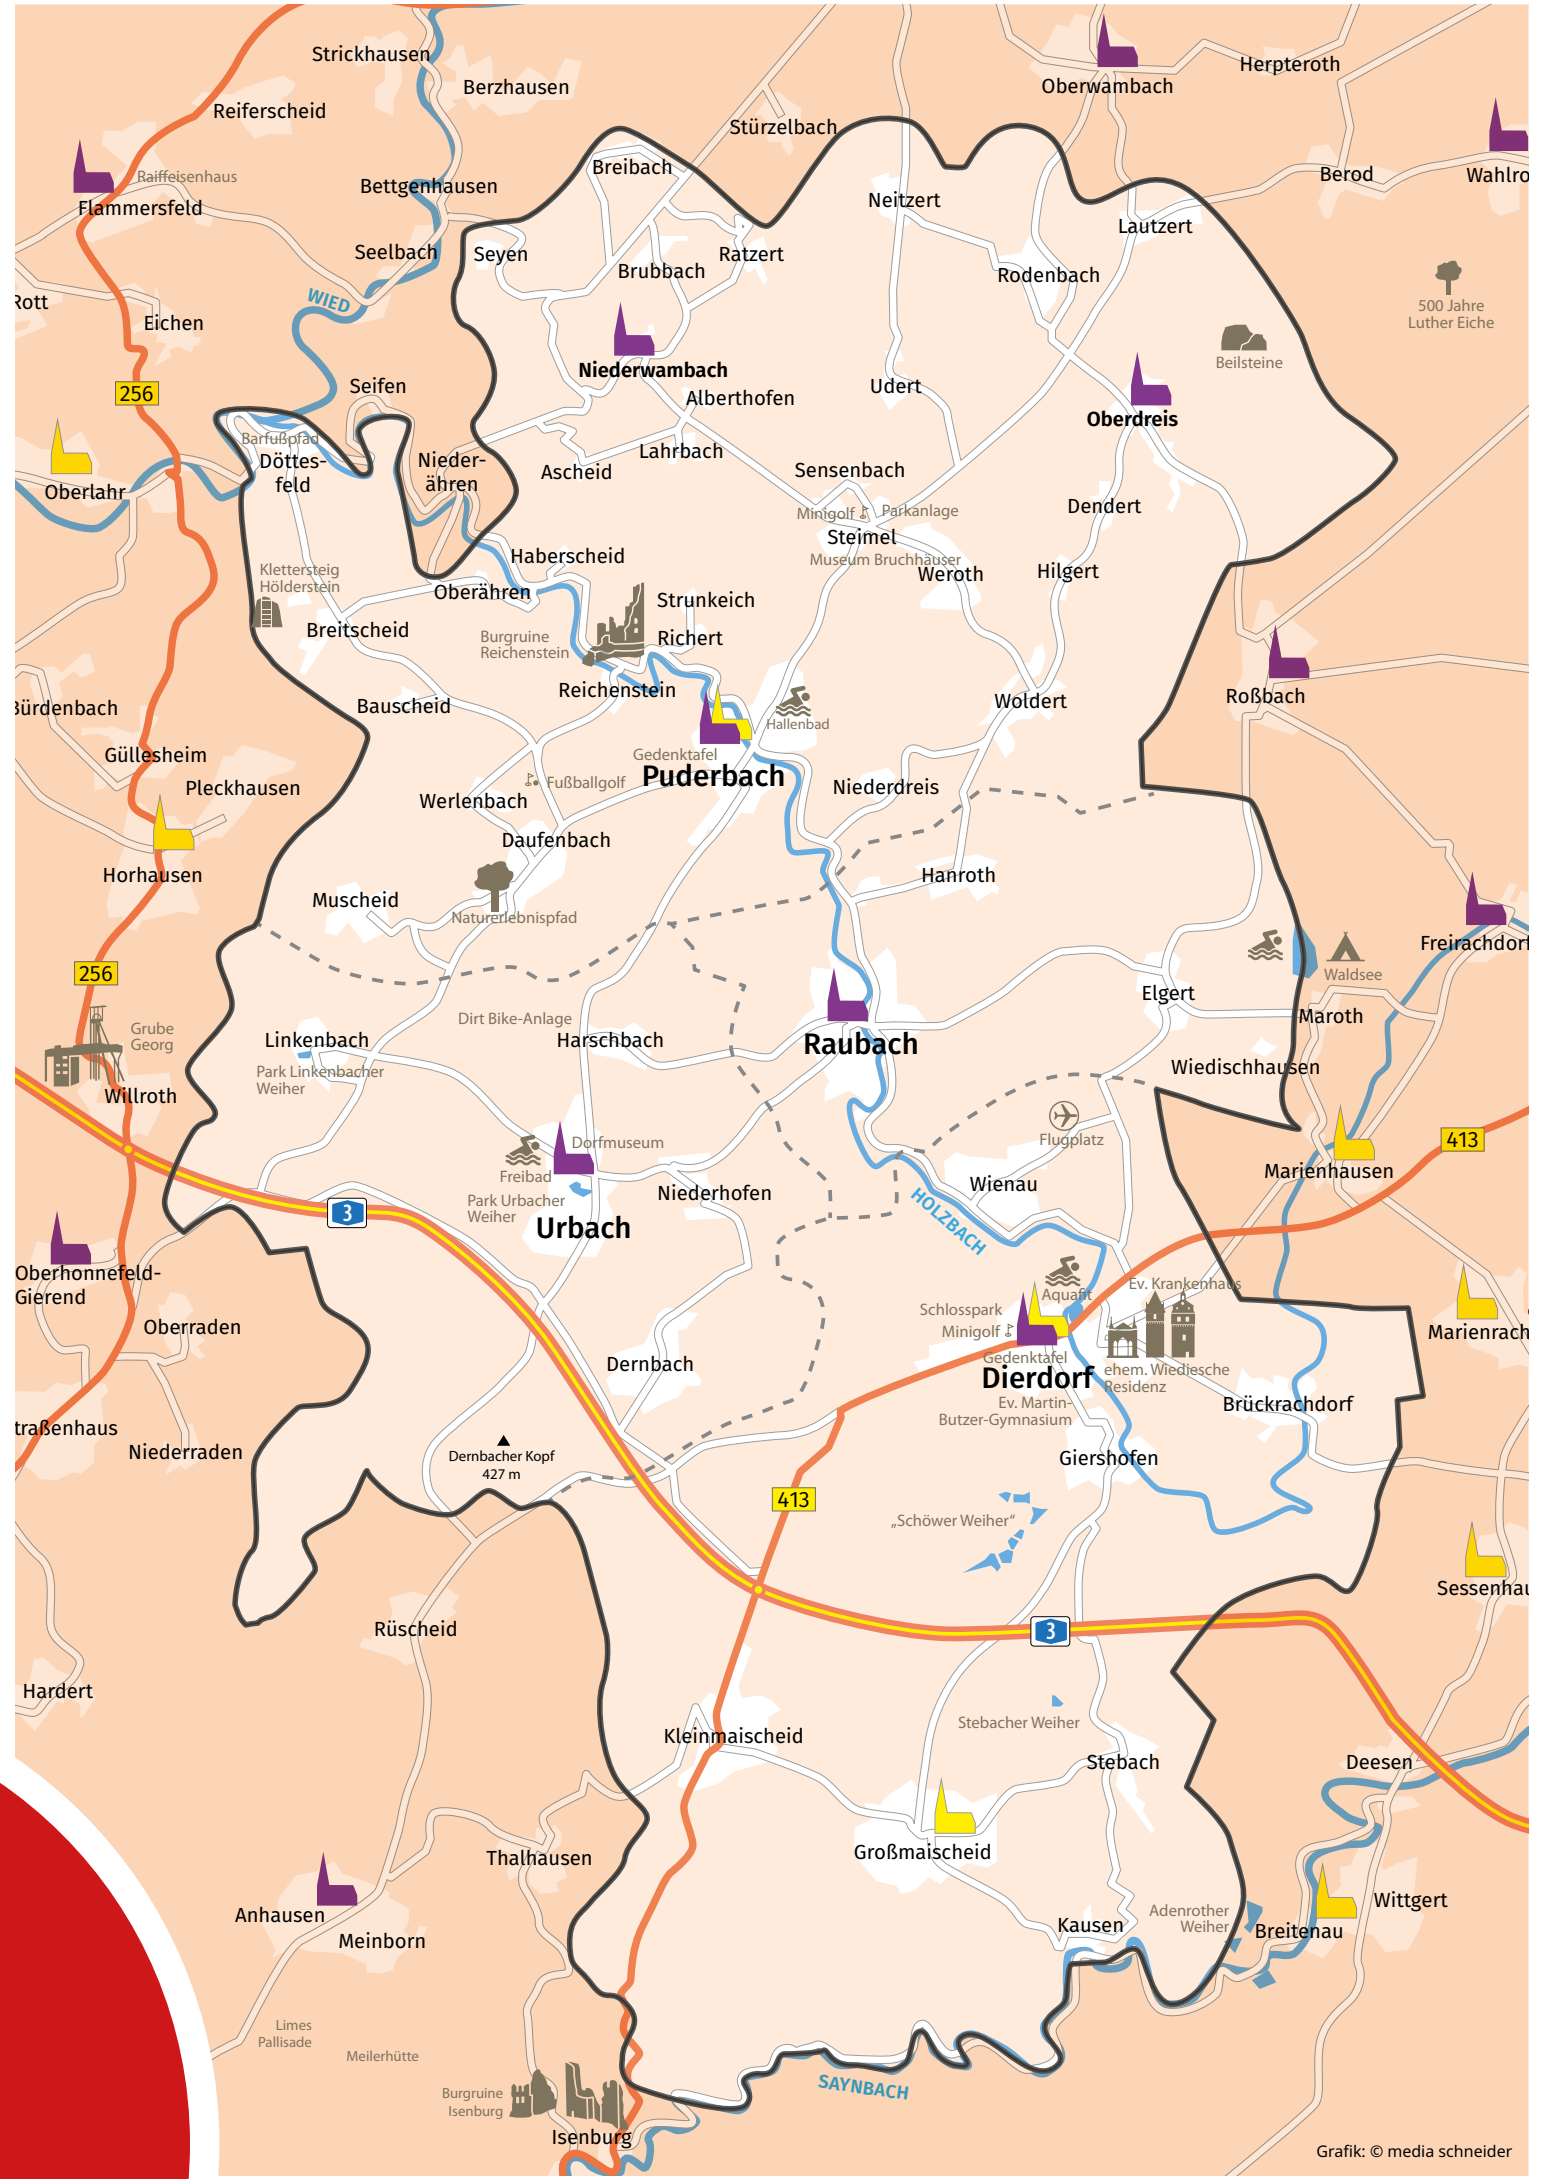 Strickhausen
Berzhausen
Reiferscheid
Raiffeisenhaus
Flammersfeld
Bettgenhausen
Seelbach
WIED
Rott
Eichen
256
Seifen
Oberlahr
Barfußpfad
Döttes-
feld
Nieder-
ähren
Stürzelbach
Breibach
Seyen
Brubbach
Ratzert
Niederwambach
Alberthofen
Lahrbach
Ascheid
Oberwambach
Herpteroth
Berod
Wahlro
Neitzert
Lautzert
Rodenbach
500 Jahre
Luther Eiche
Beilsteine
Udert
Oberdreis
Sensenbach
Minigolf
Parkanlage
Steimel
Museum Bruchhäuser
Weroth
Dendert
Hilgert
Klettersteig
Hölderstein
Haberscheid
Oberähren
Breitscheid
Strunkeich
Richert
Burgruine
Reichenstein
Reichenstein
Bauscheid
Roßbach
Woldert
Hallenbad
Gedenktafel
Puderbach
Bürdenbach
Güllesheim
Pleckhausen
Horhausen
Fußballgolf
Werlenbach
Daufenbach
Niederdreis
Hanroth
Muscheid
Naturerlebnispfad
Freirachdorf
Waldsee
Elgert
Maroth
256
Grube
Georg
Willroth
Linkenbach
Park Linkenbacher
Weiher
Dirt Bike-Anlage
Harschbach
Raubach
Wiedischhausen
Flugplatz
413
Marienhausen
Dorfmuseum
Freibad
Park Urbacher
Weiher
Urbach
Niederhofen
Wienau
HOLZBACH
3
Oberhonnefeld-
Gierend
Oberraden
Dernbach
Aquafit
Ev. Krankenhaus
Schlosspark
Minigolf
Gedenktafel
Dierdorf
ehem. Wiediesche
Residenz
Ev. Martin-
Butzer-Gymnasium
Marienrach
Brückrachdorf
Giershofen
traßenhaus
Niederraden
Dernbacher Kopf
427 m
413
„Schöwer Weiher“
Sessenhau
Rüscheid
3
Hardert
Kleinmaischeid
Stebacher Weiher
Stebach
Deesen
Großmaischeid
Thalhausen
Anhausen
Meinborn
Kausen
Adenrother
Weiher
Breitenau
Wittgert
Limes
Pallisade
Meilerhütte
Burgruine
Isenburg
Isenburg
SAYNBACH
Grafik: © media schneider